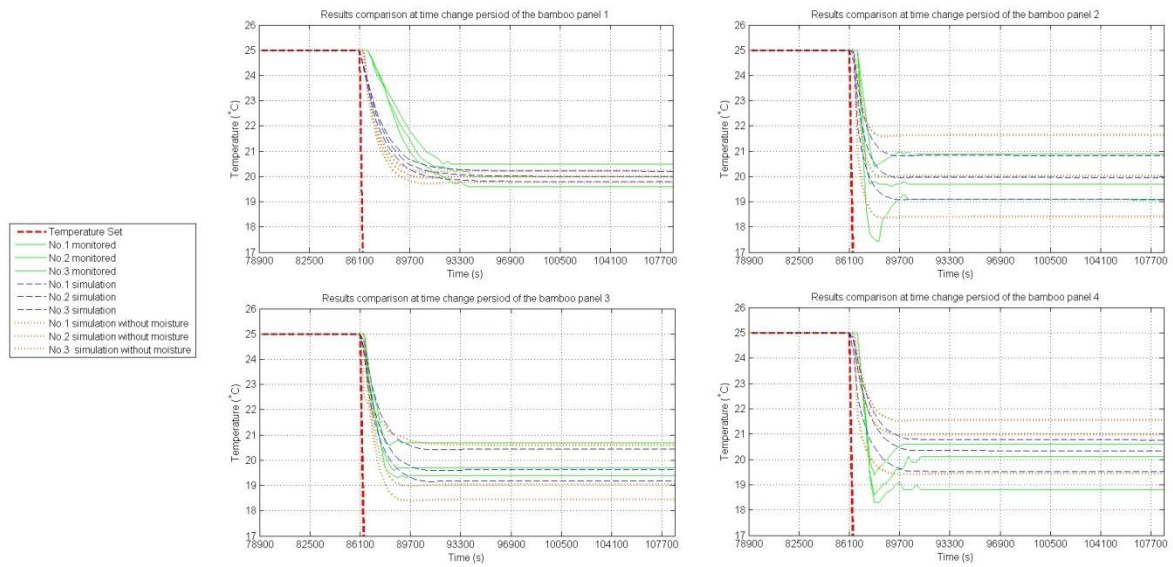 Results comparison at time change persiod of the bamboo panel 1
26
25
24
23
22
21
20
19
18
17
Temperature (°C)
78900 82500 86100 89700 93300 96900 100500 104100 107700
Time (s)
Results comparison at time change persiod of the bamboo panel 2
26
25
24
23
22
21
20
19
18
17
Temperature (°C)
78900 82500 86100 89700 93300 96900 100500 104100 107700
Time (s)
Temperature Set
No.1 monitored
No.2 monitored
No.3 monitored
No.1 simulation
No.2 simulation
No.3 simulation
No.1 simulation without moisture
No.2 simulation without moisture
No.3 simulation without moisture
Results comparison at time change persiod of the bamboo panel 3
26
25
24
23
22
21
20
19
18
17
Temperature (°C)
78900 82500 86100 89700 93300 96900 100500 104100 107700
Time (s)
Results comparison at time change persiod of the bamboo panel 4
26
25
24
23
22
21
20
19
18
17
Temperature (°C)
78900 82500 86100 89700 93300 96900 100500 104100 107700
Time (s)